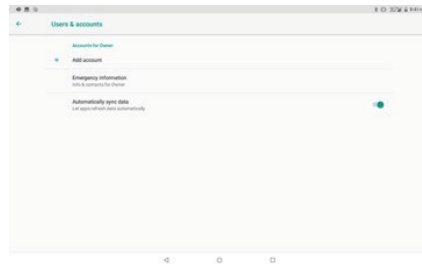 Users & accounts
Accounts for Owner
Add account
Emergency information
Info & contacts for Owner
Automatically sync data
Let apps refresh data automatically